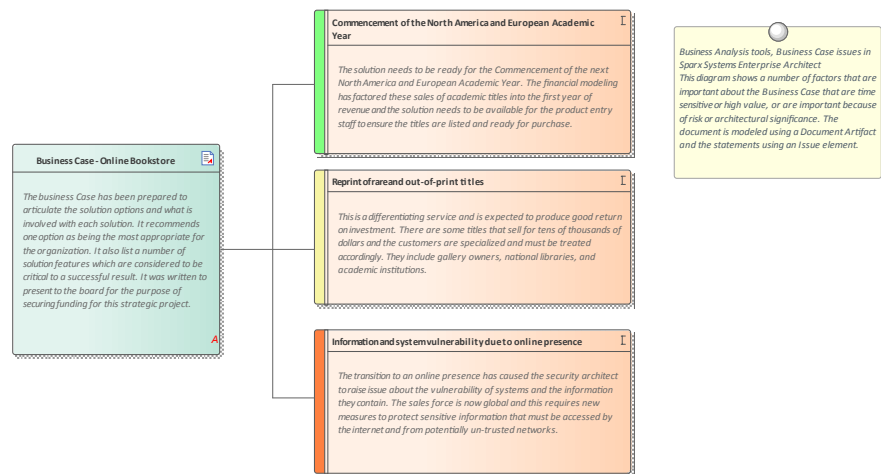 Business Case - Online Bookstore
The business Case has been prepared to
articulate the solution options and what is
involved with each solution. It recommends
one option as being the most appropriate for
the organization. It also list a number of
solution features which are considered to be
critical to a successful result. It was written to
present to the board for the purpose of
securing funding for this strategic project.
A
Commencement of the North America and European Academic
Year
The solution needs to be ready for the Commencement of the next
North America and European Academic Year. The financial modeling
has factored these sales of academic titles into the first year of
revenue and the solution needs to be available for the product entry
staff to ensure the titles are listed and ready for purchase.
Reprint of rare and out-of-print titles
This is a differentiating service and is expected to produce good return
on investment. There are some titles that sell for tens of thousands of
dollars and the customers are specialized and must be treated
accordingly. They include gallery owners, national libraries, and
academic institutions.
Information and system vulnerability due to online presence
The transition to an online presence has caused the security architect
to raise issue about the vulnerability of systems and the information
they contain. The sales force is now global and this requires new
measures to protect sensitive information that must be accessed by
the internet and from potentially un-trusted networks.
Business Analysis tools, Business Case issues in
Sparx Systems Enterprise Architect
This diagram shows a number of factors that are
important about the Business Case that are time
sensitive or high value, or are important because
of risk or architectural significance. The
document is modeled using a Document Artifact
and the statements using an Issue element.